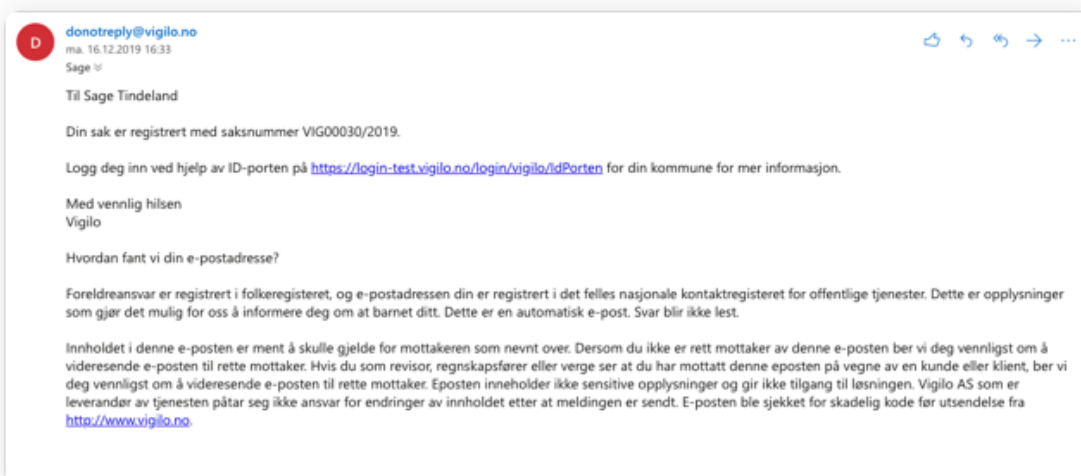 D
donotreply@vigilo.no
ma. 16.12.2019 16:33
Sage
Til Sage Tindeland
Din sak er registrert med saksnummer VIG00030/2019.
Logg deg inn ved hjelp av ID-porten på https://login-test.vigilo.no/login/vigilo/IdPorten for din kommune for mer informasjon.
Med vennlig hilsen
Vigilo
Hvordan fant vi din e-postadresse?
Foreldreansvar er registrert i folkeregisteret, og e-postadressen din er registrert i det felles nasjonale kontaktregisteret for offentlige tjenester. Dette er opplysninger
som gjør det mulig for oss å informere deg om at barnet ditt. Dette er en automatisk e-post. Svar blir ikke lest.
Innholdet i denne e-posten er ment å skulle gjelde for mottakeren som nevnt over. Dersom du ikke er rett mottaker av denne e-posten ber vi deg vennligst om å
videresende e-posten til rette mottaker. Hvis du som revisor, regnskapsfører eller verge ser at du har mottatt denne eposten på vegne av en kunde eller klient, ber vi
deg vennligst om å videresende e-posten til rette mottaker. Eposten inneholder ikke sensitive opplysninger og gir ikke tilgang til løsningen. Vigilo AS som er
leverandør av tjenesten påtar seg ikke ansvar for endringer av innholdet etter at meldingen er sendt. E-posten ble sjekket for skadelig kode før utsendelse fra
http://www.vigilo.no.